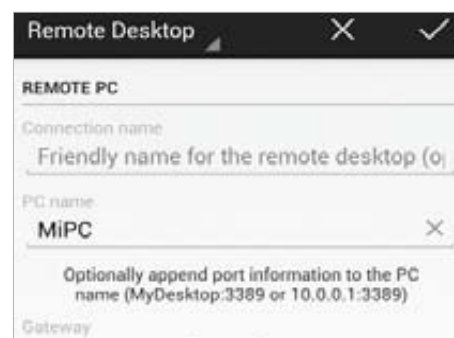 Remote Desktop
REMOTE PC
Connection name
Friendly name for the remote desktop (o
PC name
MiPC
Optionally append port information to the PC
name (MyDesktop:3389 or 10.0.0.1:3389)
Gateway